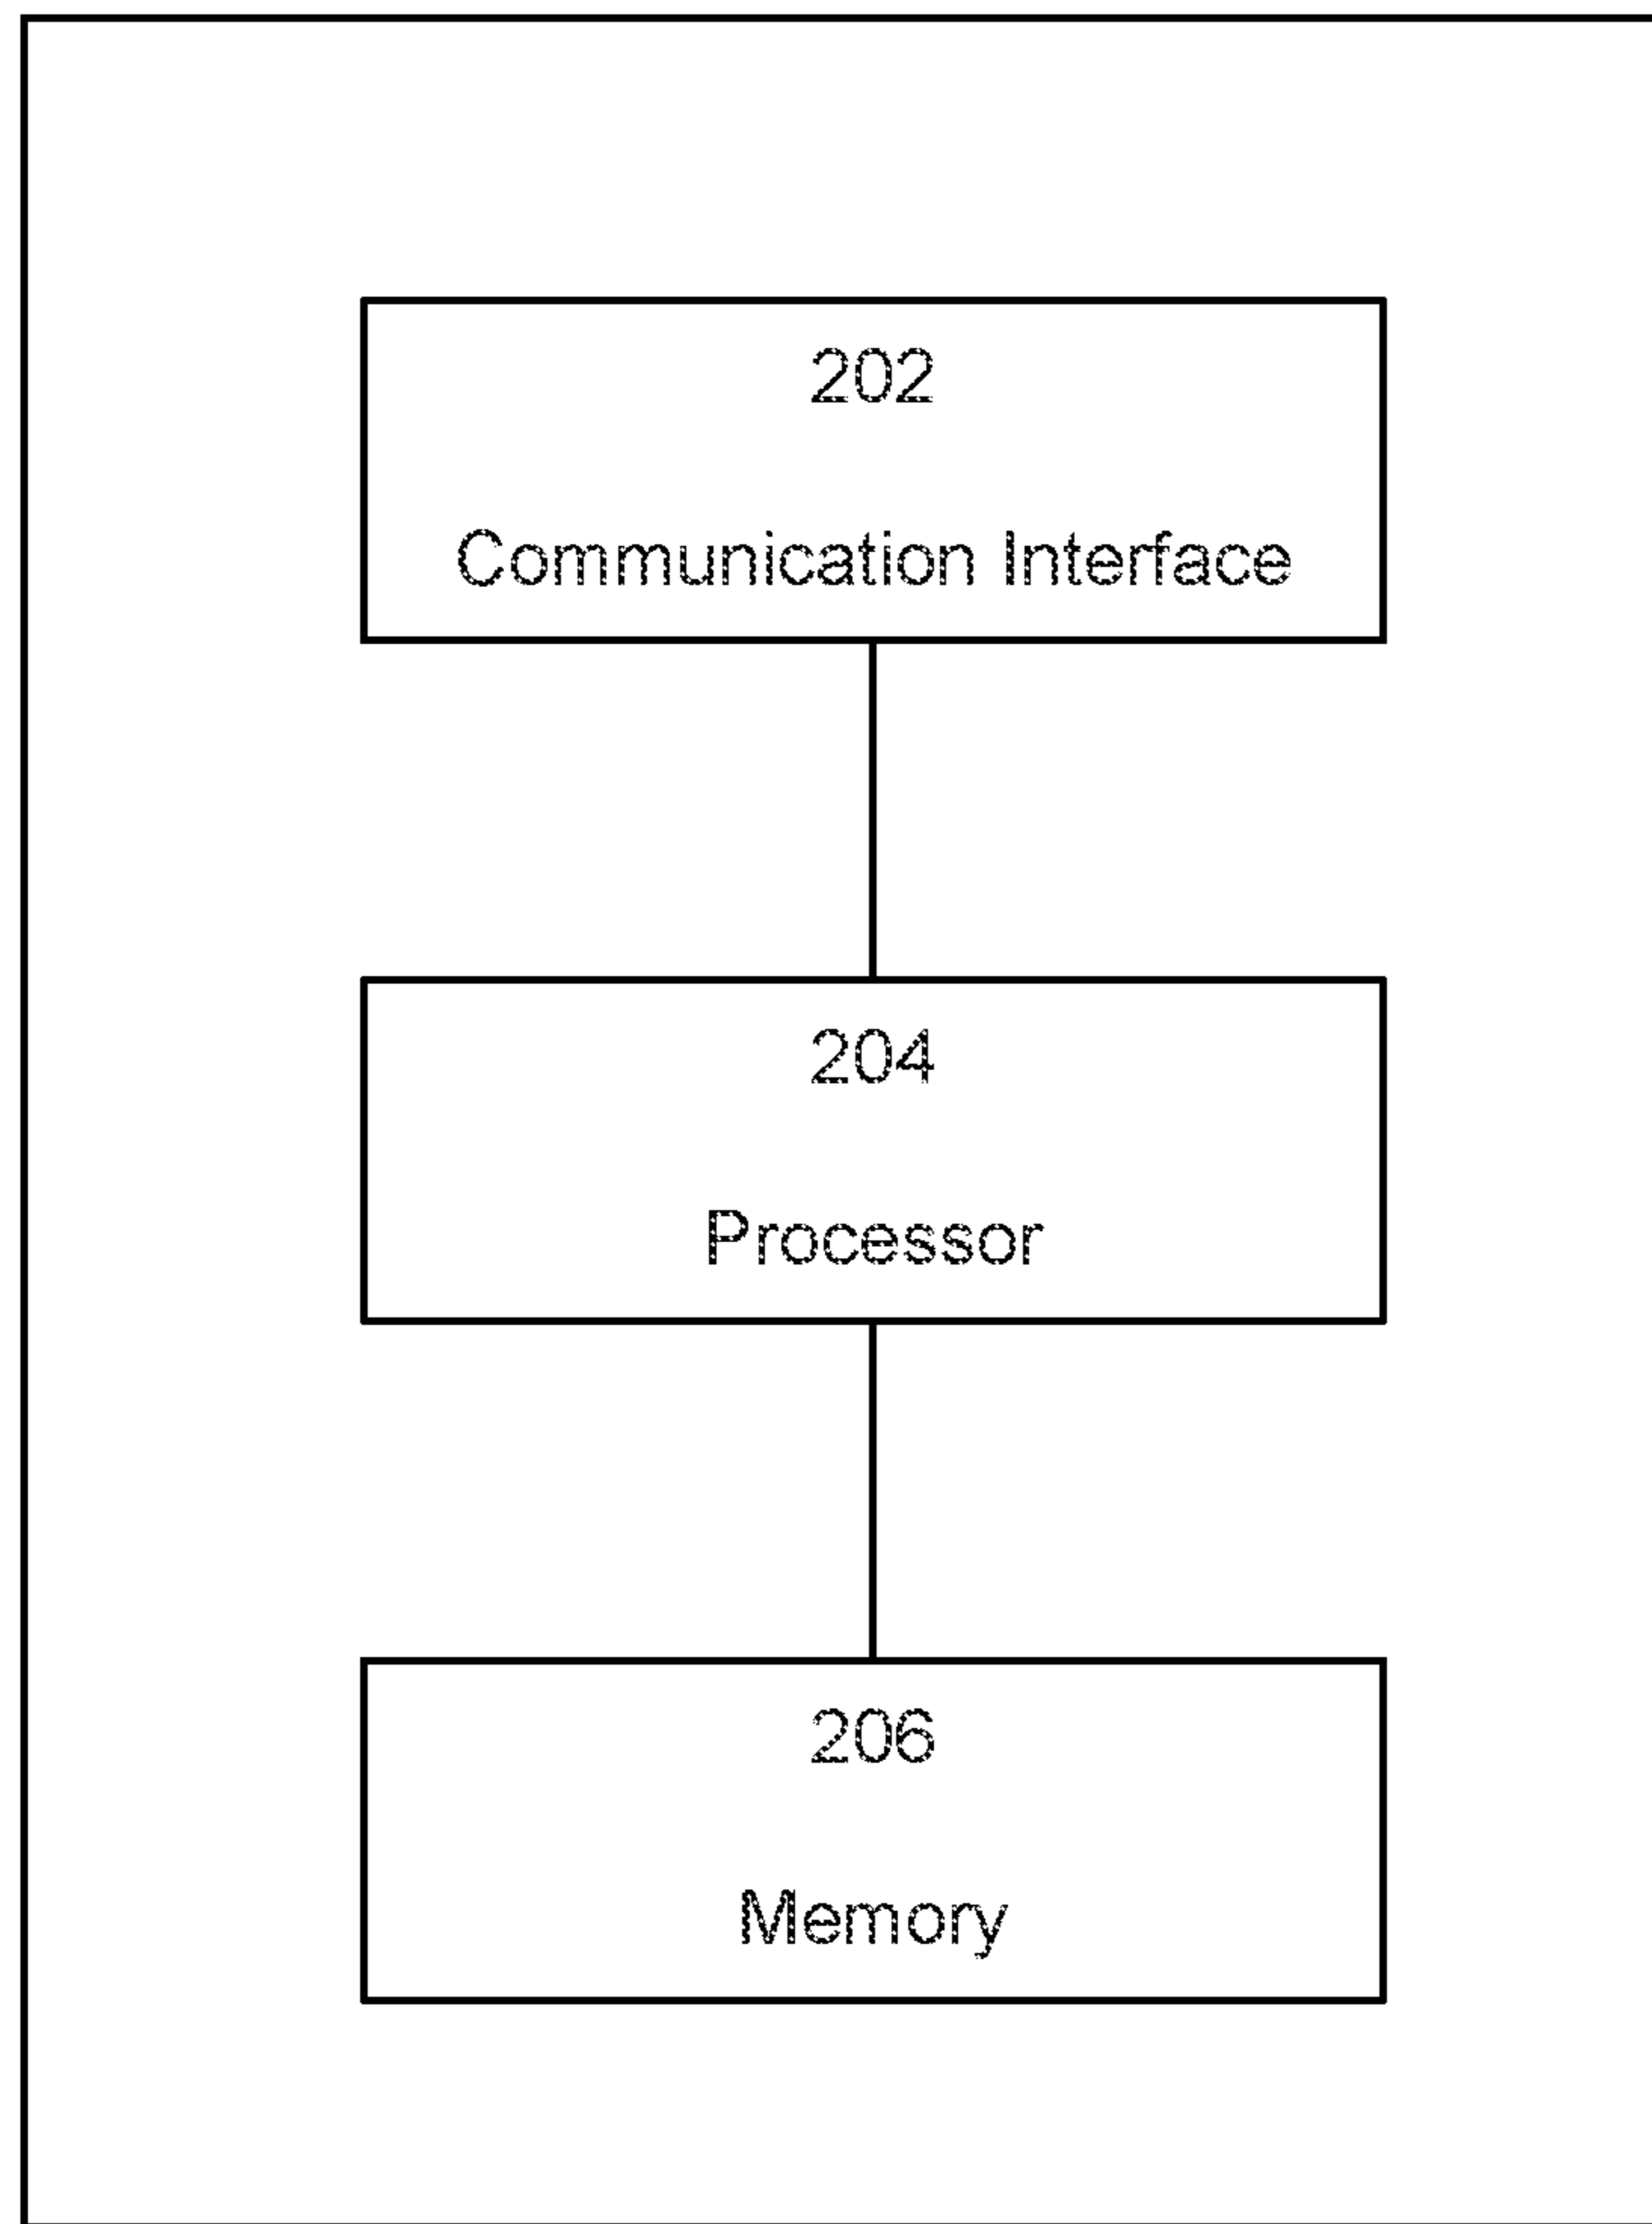 202
Communication Interface
204
Processor
206
Memory